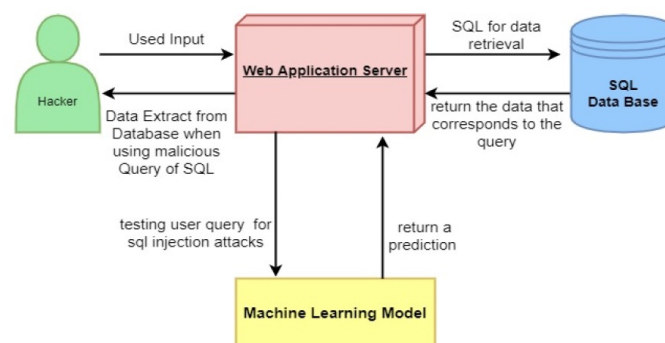 Used Input
SQL for data
retrieval
Web Application Server
Hacker
SQL
Data Base
Data Extract from
Database when
using malicious
Query of SQL
return the data that
corresponds to the
query
testing user query for
sql injection attacks
return a
prediction
Machine Learning Model